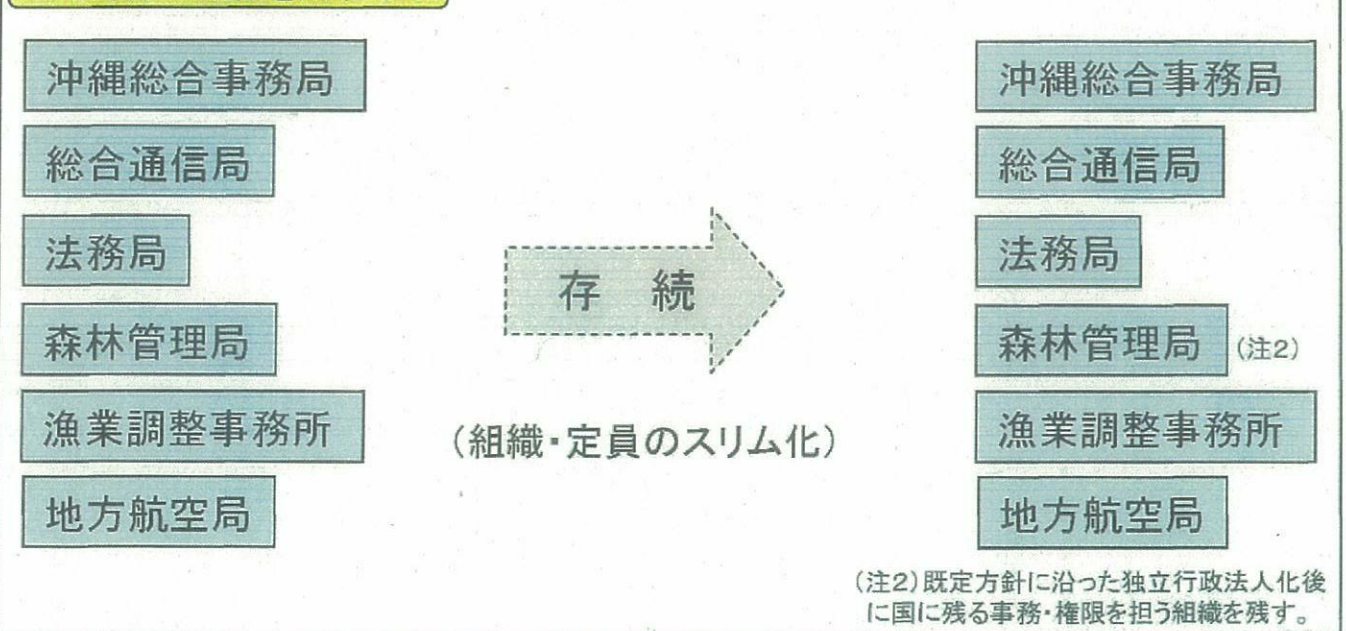 沖縄総合事務局
総合通信局
法務局
森林管理局
漁業調整事務所
地方航空局
存 続
(組織・定員のスリム化)
沖縄総合事務局
総合通信局
法務局
森林管理局 (注2)
漁業調整事務所
地方航空局
(注2)既定方針に沿った独立行政法人化後
に国に残る事務・権限を担う組織を残す。